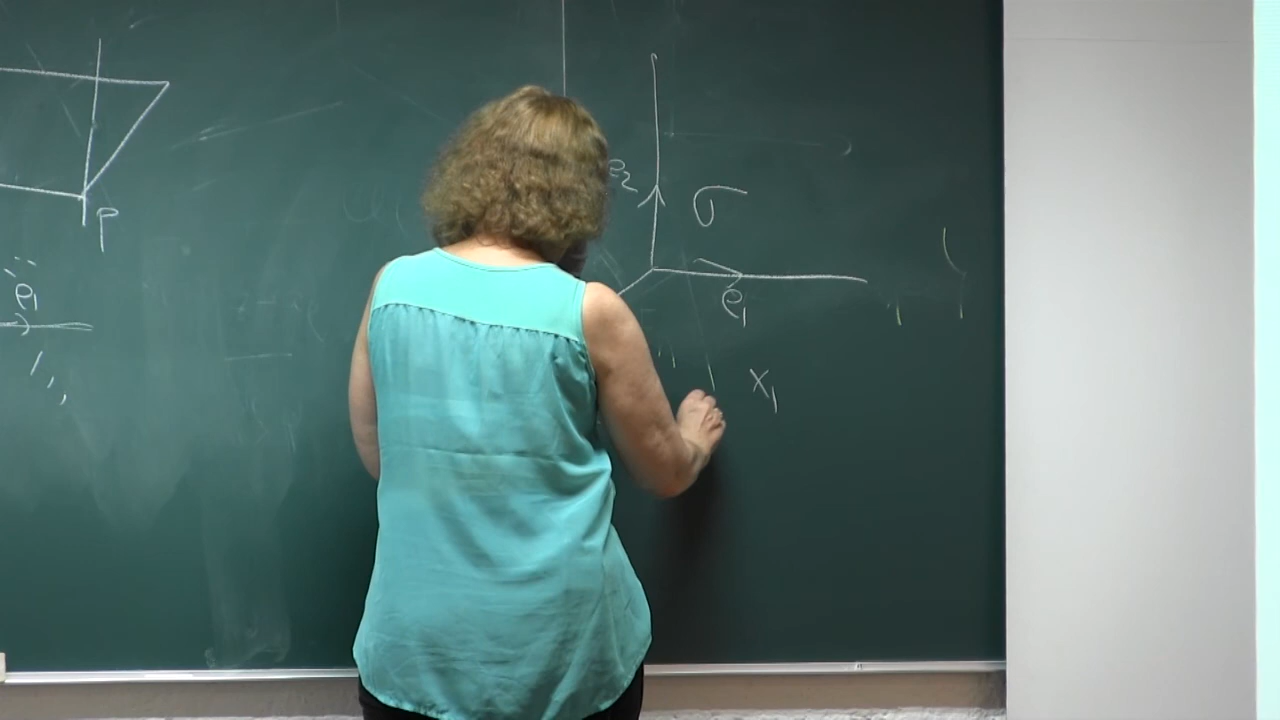 p
e₁
e₂
σ
e₁
x₁